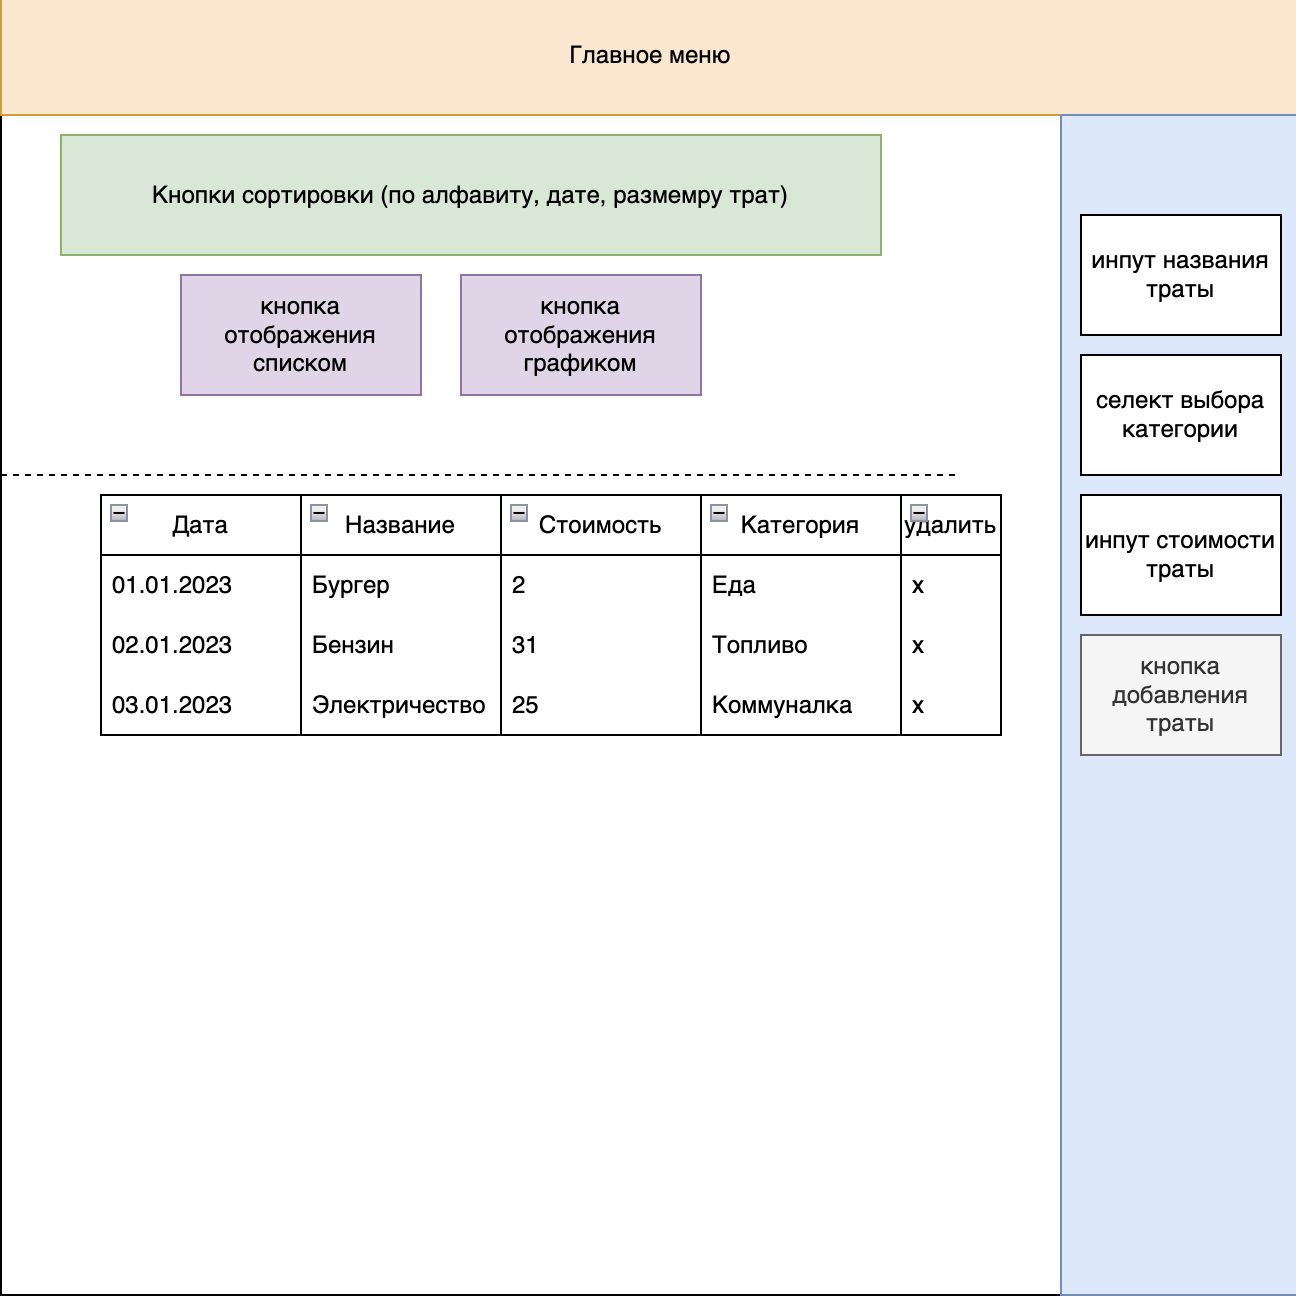 Главное меню
Кнопки сортировки (по алфавиту, дате, размемру трат)
кнопка
отображения
списком
кнопка
отображения
графиком
Дата Название Стоимость Категория удалить
01.01.2023 Бургер 2 Еда x
02.01.2023 Бензин 31 Топливо x
03.01.2023 Электричество 25 Коммуналка x
инпут названия
траты
селект выбора
категории
инпут стоимости
траты
кнопка
добавления
траты